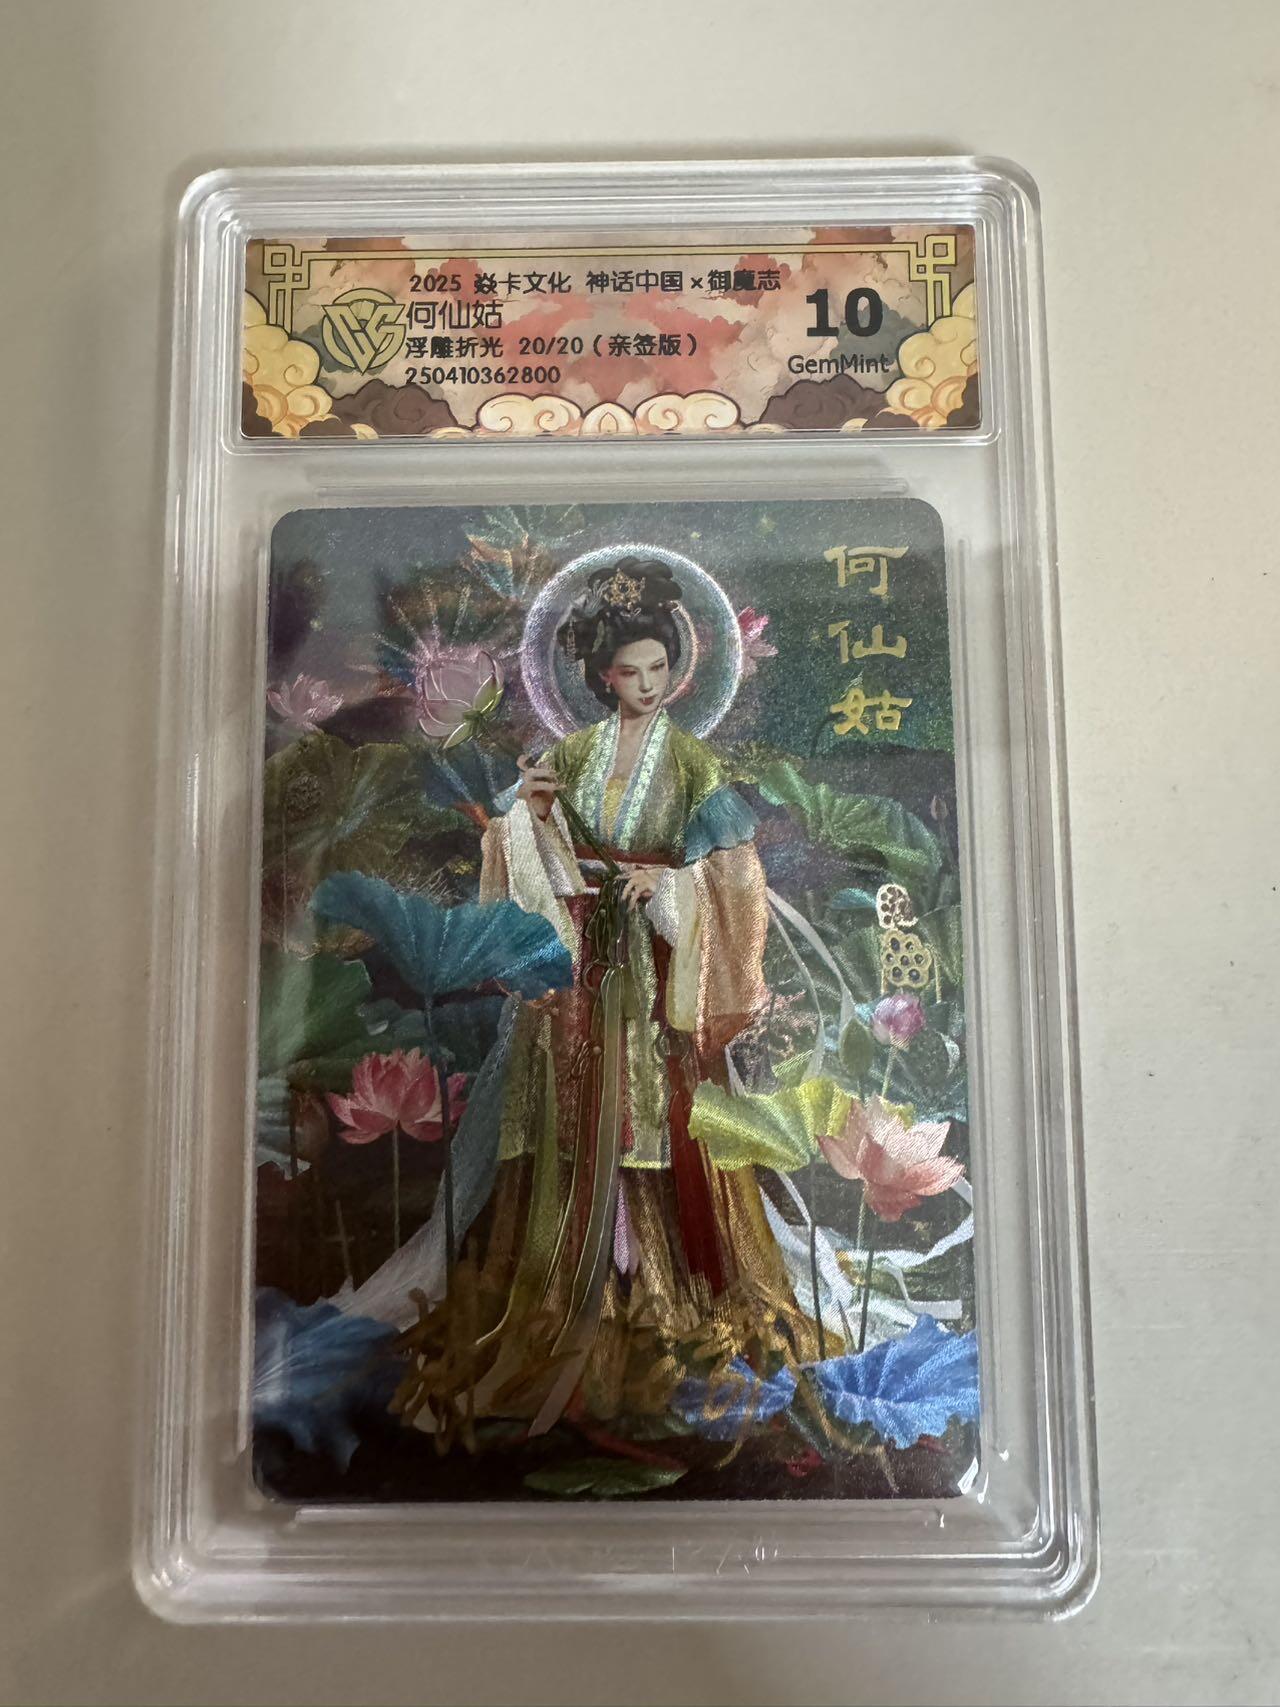 2025 焱卡文化 神话中国×御魔志
何仙姑
浮雕折光 20/20(亲签版)
250410362800
10
GemMint
何仙姑